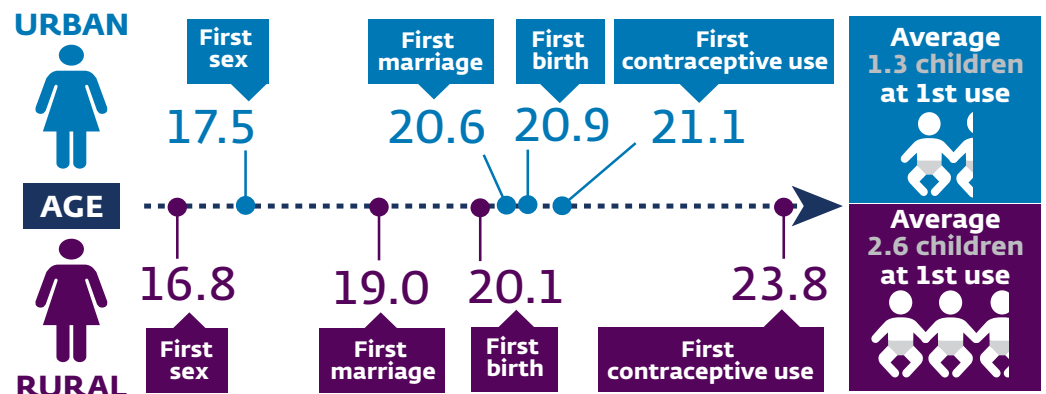 URBAN
First
sex
First
marriage
First
birth
First
contraceptive use
17.5
20.6
20.9
21.1
Average
1.3 children
at 1st use
AGE
16.8
19.0
20.1
23.8
First
sex
First
marriage
First
birth
First
contraceptive use
RURAL
Average
2.6 children
at 1st use